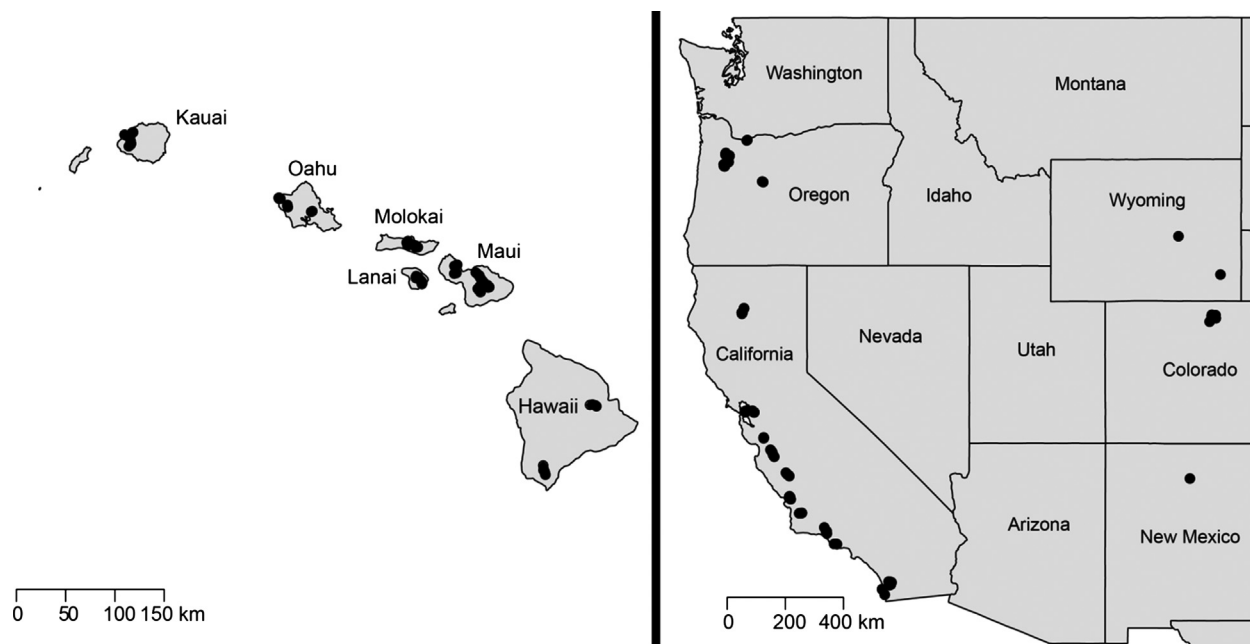 Kauai
Oahu
Molokai
Maui
Lanai
Hawaii
0 50 100 150 km
Washington
Montana
Oregon
Idaho
Wyoming
California
Nevada
Utah
Colorado
Arizona
New Mexico
0 200 400 km